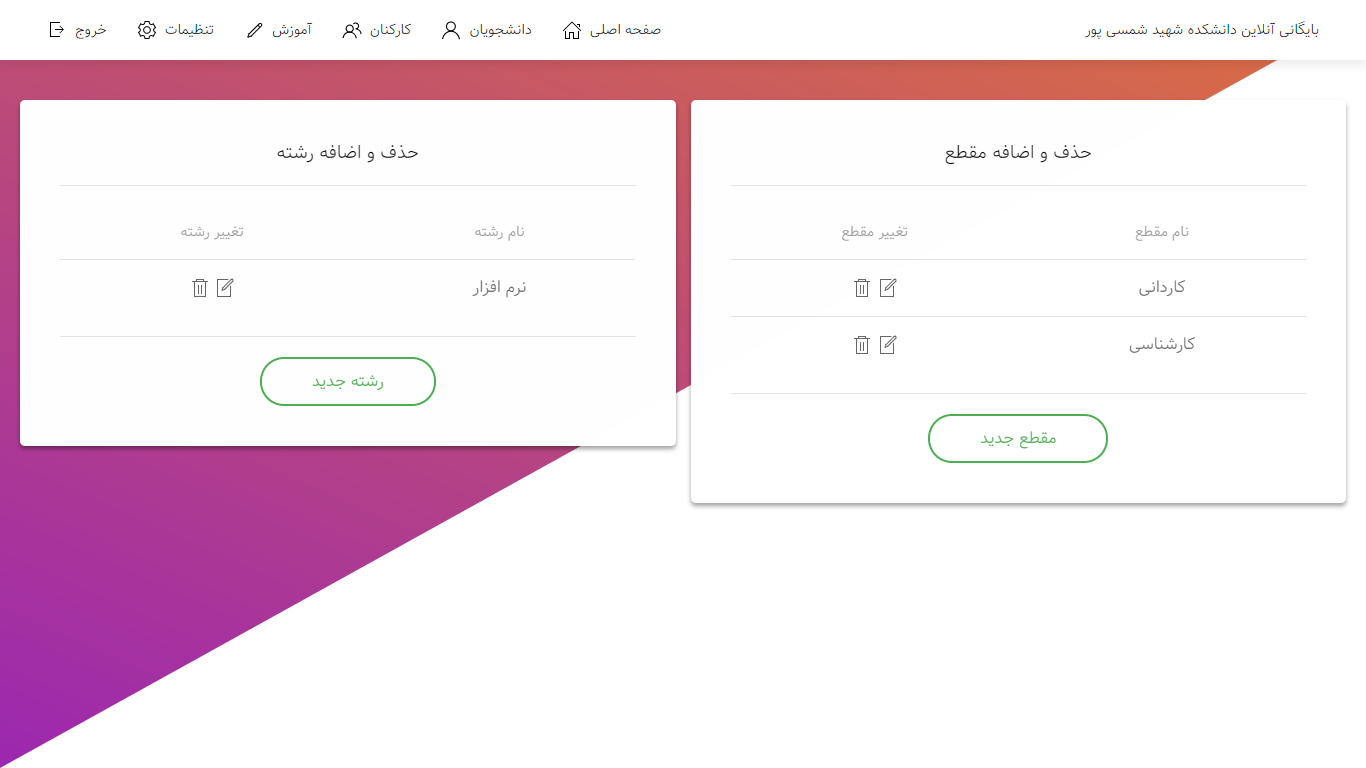 بایگانی آنلاین دانشکده شهید شمسی پور
صفحه اصلی
دانشجویان
کارکنان
آموزش
تنظیمات
خروج
حذف و اضافه مقطع
نام مقطع
تغییر مقطع
کاردانی
کارشناسی
مقطع جدید
حذف و اضافه رشته
نام رشته
تغییر رشته
نرم افزار
رشته جدید